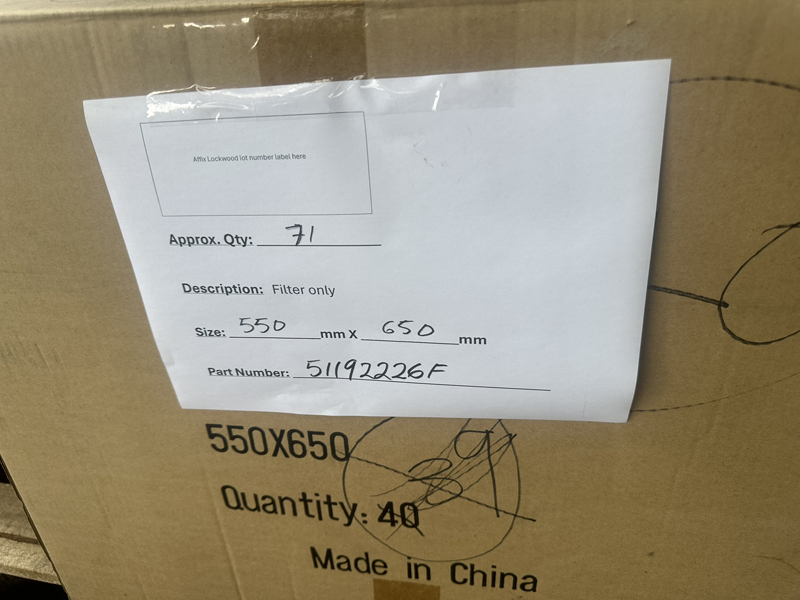 Affix Lockwood lot number label here
Approx. Qty: 71
Description: Filter only
Size: 550 mm X 650 mm
Part Number: 51192226F
550X650
39
Quantity: 40
Made in China